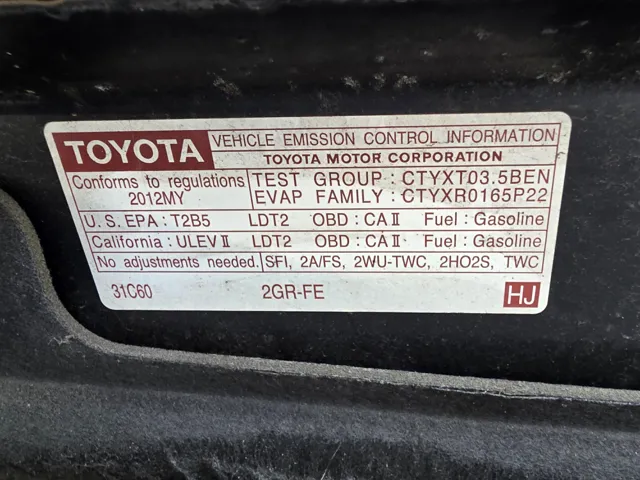 TOYOTA VEHICLE EMISSION CONTROL INFORMATION
TOYOTA MOTOR CORPORATION
Conforms to regulations TEST GROUP : CTYXT03.5BEN
2012MY EVAP FAMILY : CTYXR0165P22
U.S. EPA : T2B5 LDT2 OBD : CA II Fuel : Gasoline
California : ULEV II LDT2 OBD : CA II Fuel : Gasoline
No adjustments needed. SFI, 2A/FS, 2WU-TWC, 2HO2S, TWC
31C60 2GR-FE HJ